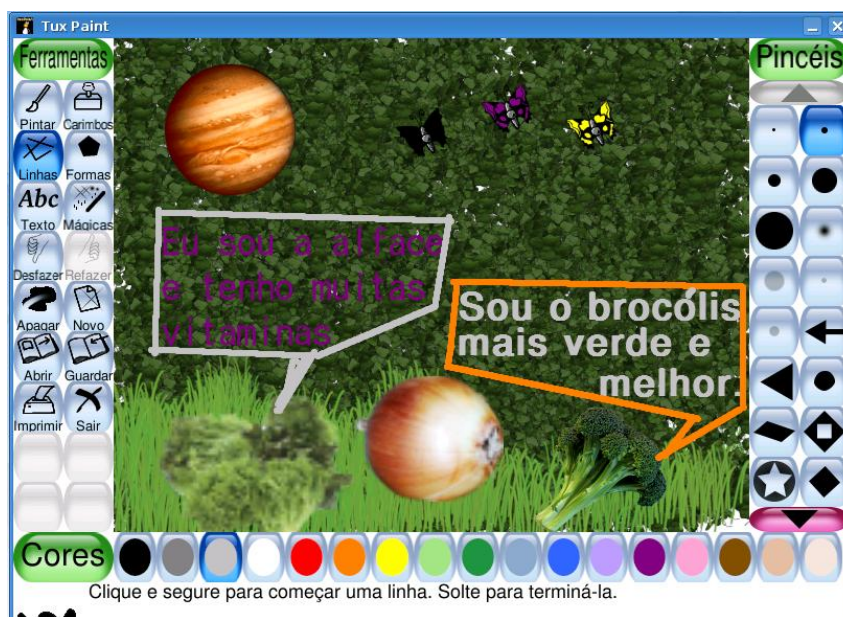 Tux Paint
Ferramentas
Pincéis
Pintar Carimbos
Linhas Formas
Abc
Texto Mágicas
Desfazer Refazer
Apagar Novo
Abrir Guardar
Imprimir Sair
Eu sou a alface
e tenho muitas
vitaminas
Sou o brocólis
mais verde e
melhor.
Cores
Clique e segure para começar uma linha. Solte para terminá-la.